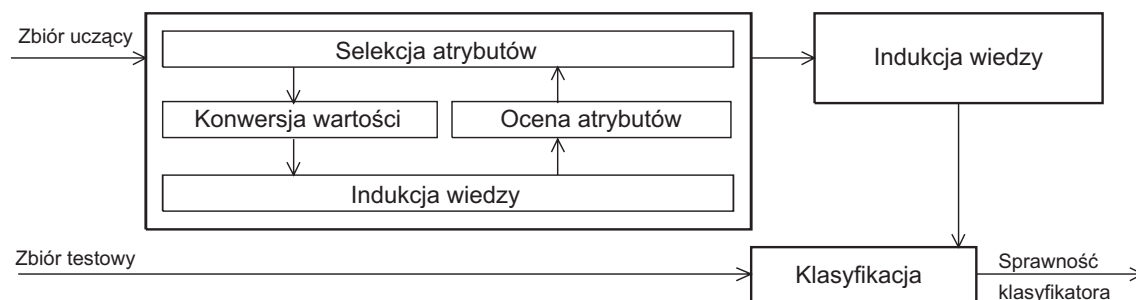 Zbiór uczący
Selekcja atrybutów
Indukcja wiedzy
Konwersja wartości
Ocena atrybutów
Indukcja wiedzy
Zbiór testowy
Klasyfikacja
Sprawność
klasyfikatora